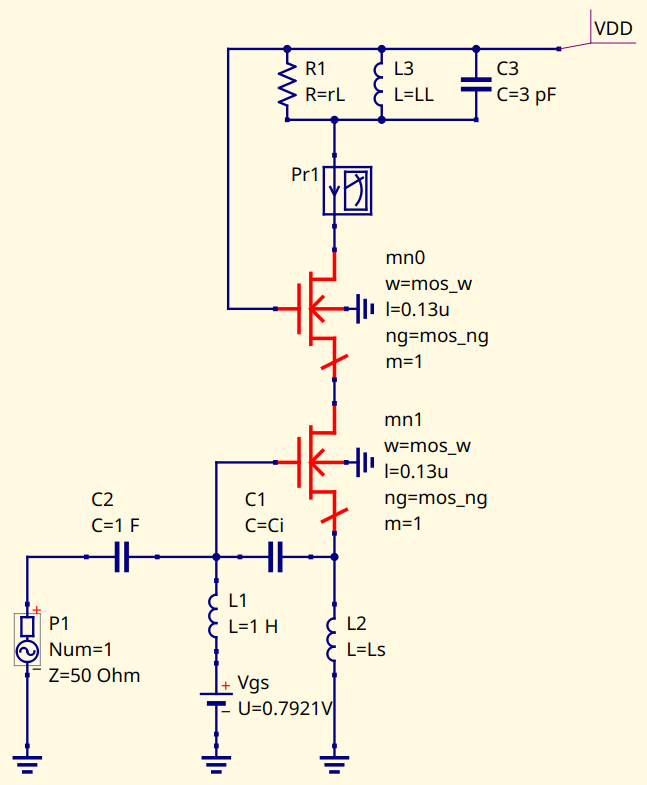 VDD
R1
R=rL
L3
L=LL
C3
C=3 pF
Pr1
mn0
w=mos_w
l=0.13u
ng=mos_ng
m=1
mn1
w=mos_w
l=0.13u
ng=mos_ng
m=1
C2
C=1 F
C1
C=Ci
+
P1
Num=1
Z=50 Ohm
−
L1
L=1 H
L2
L=Ls
+
Vgs
−
U=0.7921V